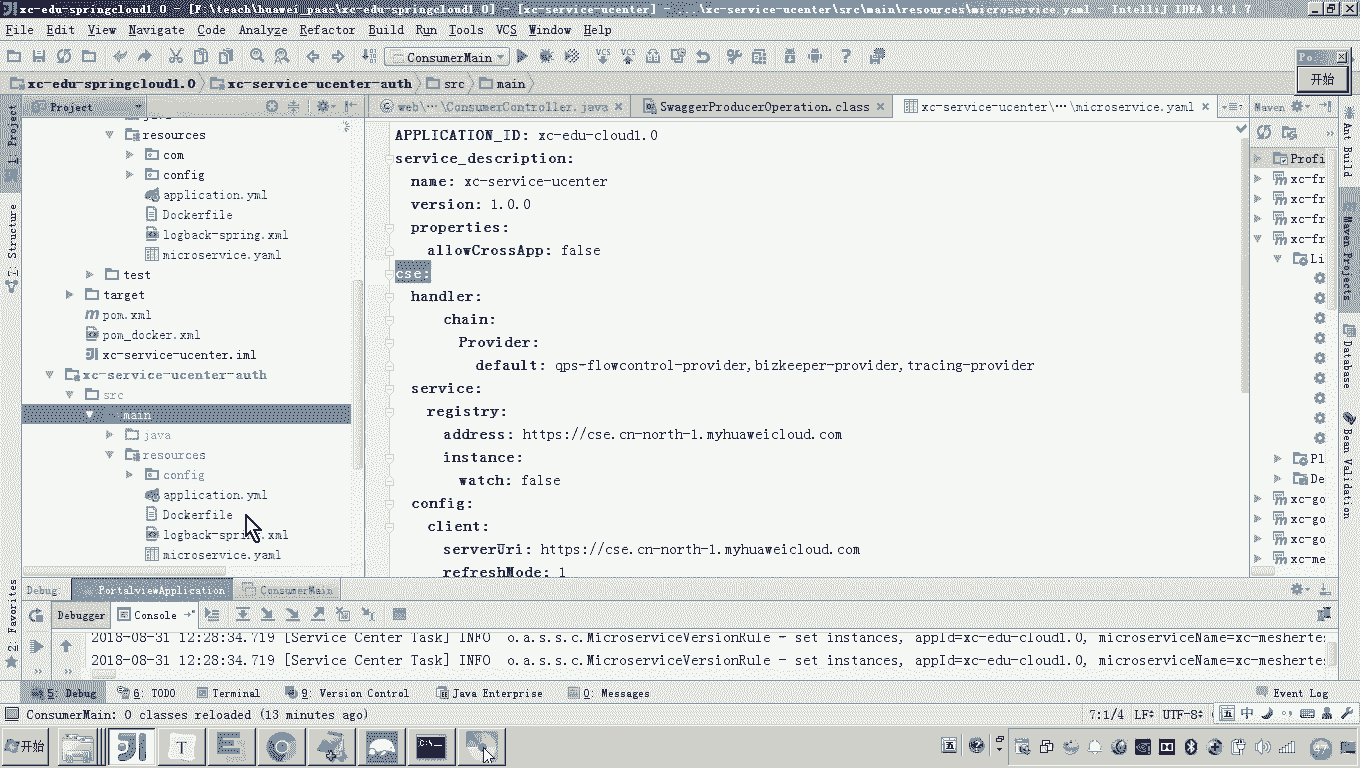 xc-edu-springcloud1.0 - [F:\teach\huawei_paas\xc-edu-springcloud1.0] - [xc-service-ucenter] - ...\xc-service-ucenter\src\main\resources\microservice.yaml - IntelliJ IDEA 14.1.7
File Edit View Navigate Code Analyze Refactor Build Run Tools VCS Window Help
ConsumerMain
开始
xc-edu-springcloud1.0 xc-service-ucenter-auth src main
Project
web\···\ConsumerController.java
SwaggerProducerOperation.class
xc-service-ucenter\···\microservice.yaml
Maven
resources
com
config
application.yml
Dockerfile
logback-spring.xml
microservice.yaml
test
target
pom.xml
pom_docker.xml
xc-service-ucenter.iml
xc-service-ucenter-auth
src
main
java
resources
config
application.yml
Dockerfile
logback-spring.xml
microservice.yaml
APPLICATION_ID: xc-edu-cloud1.0
service_description:
name: xc-service-ucenter
version: 1.0.0
properties:
allowCrossApp: false
cse:
handler:
chain:
Provider:
default: qps-flowcontrol-provider,bizkeeper-provider,tracing-provider
service:
registry:
address: https://cse.cn-north-1.myhuaweicloud.com
instance:
watch: false
config:
client:
serverUri: https://cse.cn-north-1.myhuaweicloud.com
refreshMode: 1
Profi
xc-fr
xc-fr
xc-fr
xc-fr
Li
Pl
De
xc-go
xc-go
xc-go
xc-me
1: Project
7: Structure
2: Favorites
Ant Build
Maven Projects
Database
Bean Validation
Debug
PortalviewApplication
ConsumerMain
Debugger
Console
2018-08-31 12:28:34.719 [Service Center Task] INFO o.a.s.s.c.MicroserviceVersionRule - set instances, appId=xc-edu-cloud1.0, microserviceName=xc-meshertes
2018-08-31 12:28:34.719 [Service Center Task] INFO o.a.s.s.c.MicroserviceVersionRule - set instances, appId=xc-edu-cloud1.0, microserviceName=xc-meshertes
5: Debug
6: TODO
Terminal
9: Version Control
Java Enterprise
0: Messages
Event Log
ConsumerMain: 0 classes reloaded (13 minutes ago)
7:1/4 LF UTF-8
五 中
开始